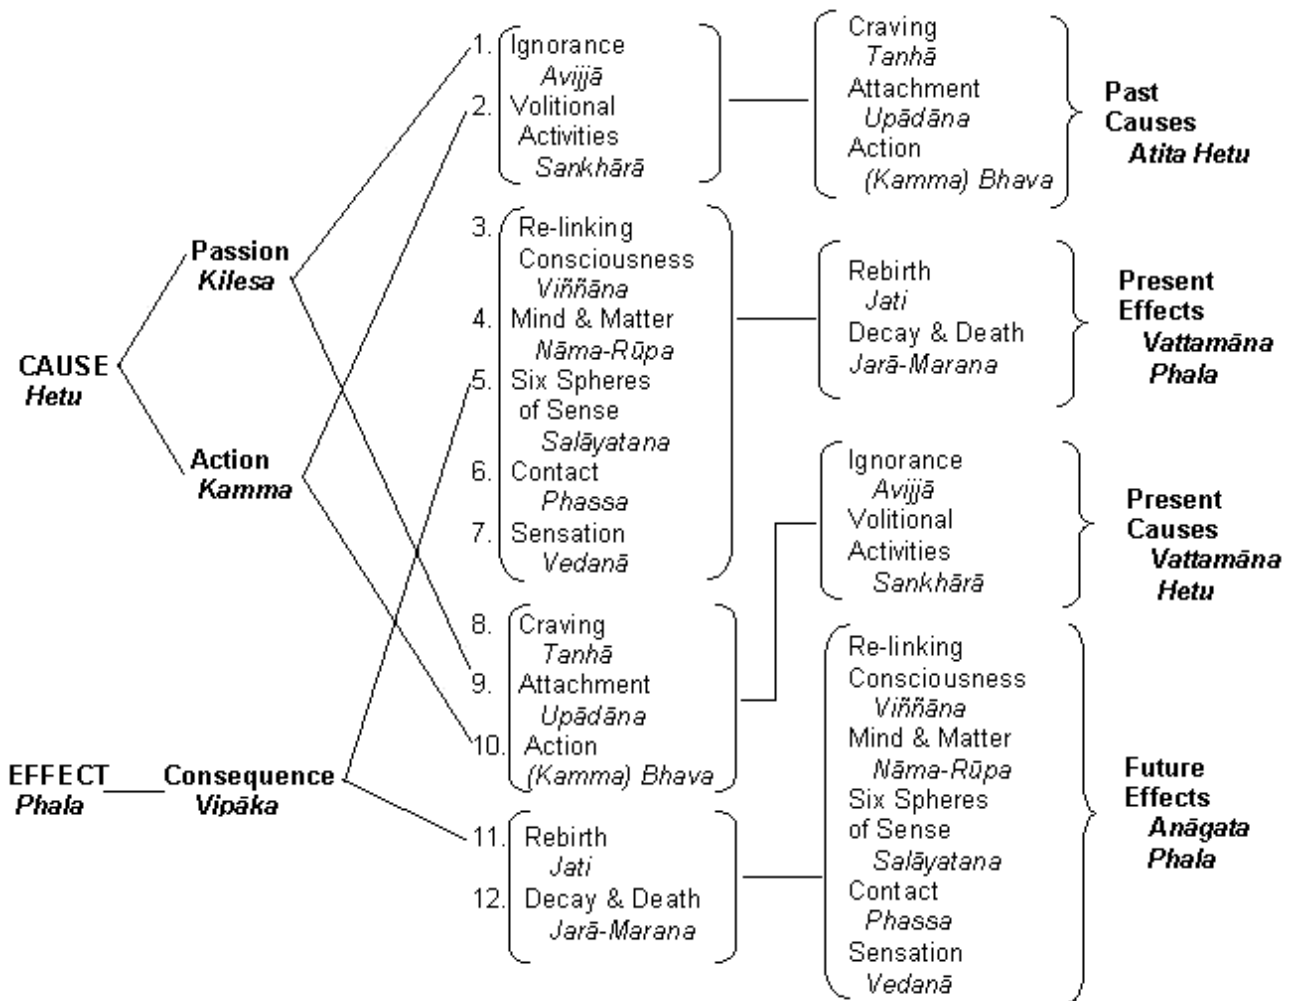 CAUSE
Hetu
EFFECT
Phala
Passion
Kilesa
Action
Kamma
Consequence
Vipāka
1. Ignorance
Avijjā
2. Volitional
Activities
Sankhārā
3. Re-linking
Consciousness
Viññāna
4. Mind & Matter
Nāma-Rūpa
5. Six Spheres
of Sense
Salāyatana
6. Contact
Phassa
7. Sensation
Vedanā
8. Craving
Tanhā
9. Attachment
Upādāna
10. Action
(Kamma) Bhava
11. Rebirth
Jati
12. Decay & Death
Jarā-Marana
Craving
Tanhā
Attachment
Upādāna
Action
(Kamma) Bhava
Rebirth
Jati
Decay & Death
Jarā-Marana
Ignorance
Avijjā
Volitional
Activities
Sankhārā
Re-linking
Consciousness
Viññāna
Mind & Matter
Nāma-Rūpa
Six Spheres
of Sense
Salāyatana
Contact
Phassa
Sensation
Vedanā
Past
Causes
Atita Hetu
Present
Effects
Vattamāna
Phala
Present
Causes
Vattamāna
Hetu
Future
Effects
Anāgata
Phala